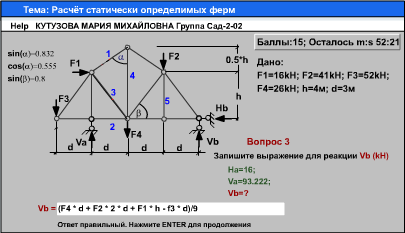 Тема: Расчёт статически определимых ферм
Help КУТУЗОВА МАРИЯ МИХАЙЛОВНА Группа Сад-2-02
Баллы:15; Осталось m:s 52:21
sin(α)=0.832
cos(α)=0.555
sin(β)=0.8
1
α
F2
0.5*h
F1
4
3
h
F3
β
5
Hb
2
Va
F4
Vb
d
d
d
d
Дано:
F1=16kH; F2=41kH; F3=52kH;
F4=26kH; h=4м; d=3м
Вопрос 3
Запишите выражение для реакции Vb (kH)
Ha=16;
Va=93.222;
Vb=?
Vb = (F4 * d + F2 * 2 * d + F1 * h - f3 * d)/9
Ответ правильный. Нажмите ENTER для продолжения